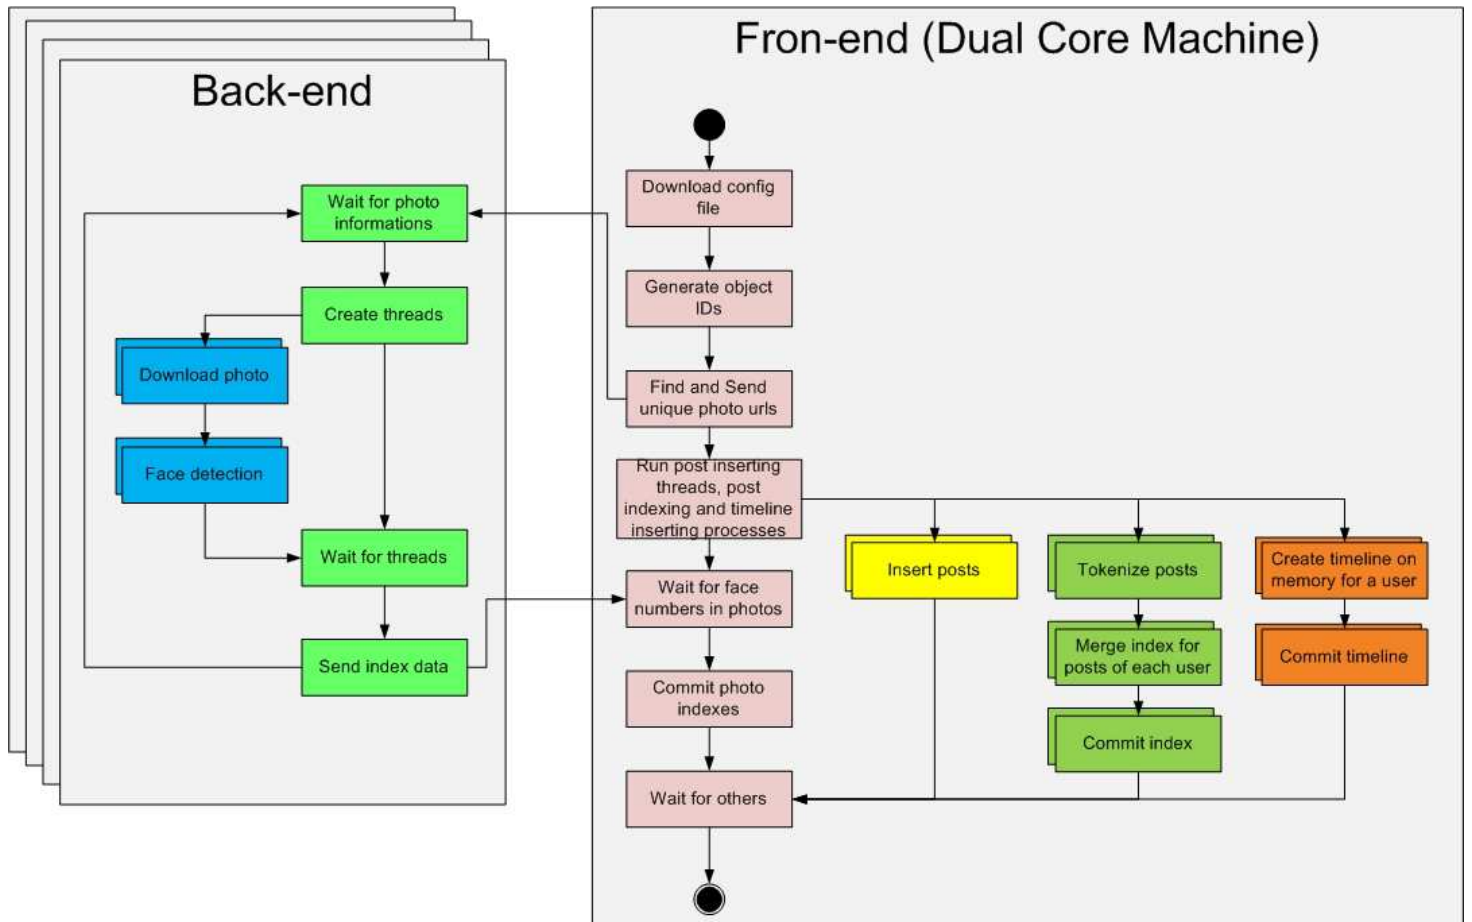 Back-end
Wait for photo
informations
Create threads
Download photo
Face detection
Wait for threads
Send index data
Fron-end (Dual Core Machine)
Download config
file
Generate object
IDs
Find and Send
unique photo urls
Run post inserting
threads, post
indexing and timeline
inserting processes
Wait for face
numbers in photos
Commit photo
indexes
Wait for others
Insert posts
Tokenize posts
Merge index for
posts of each user
Commit index
Create timeline on
memory for a user
Commit timeline